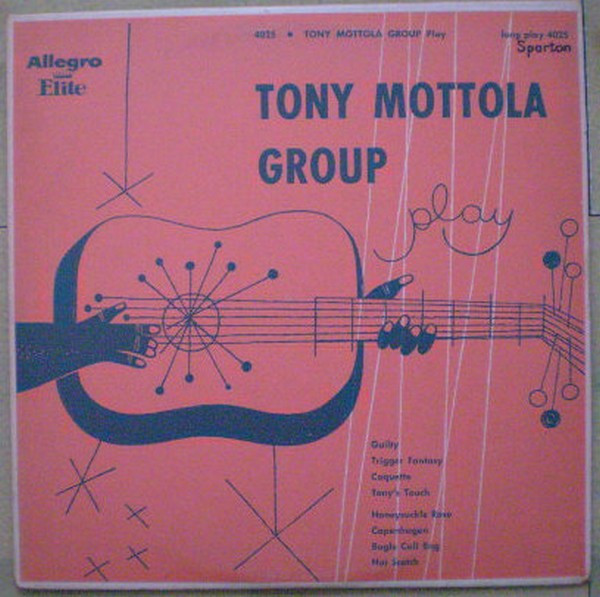 4025 • TONY MOTTOLA GROUP Play
long play 4025
Sparton
Allegro
Elite
TONY MOTTOLA
GROUP
play
Guilty
Trigger Fantasy
Coquette
Tony's Touch
Honeysuckle Rose
Copenhagen
Bugle Call Rag
Hot Scotch